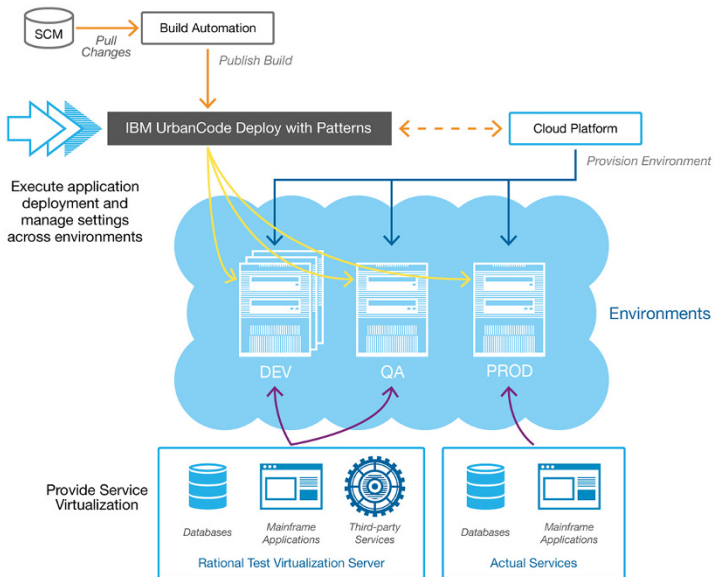 SCM
Pull
Changes
Build Automation
Publish Build
IBM UrbanCode Deploy with Patterns
Cloud Platform
Provision Environment
Execute application
deployment and
manage settings
across environments
Environments
DEV
QA
PROD
Provide Service
Virtualization
Databases
Mainframe
Applications
Third-party
Services
Rational Test Virtualization Server
Databases
Mainframe
Applications
Actual Services